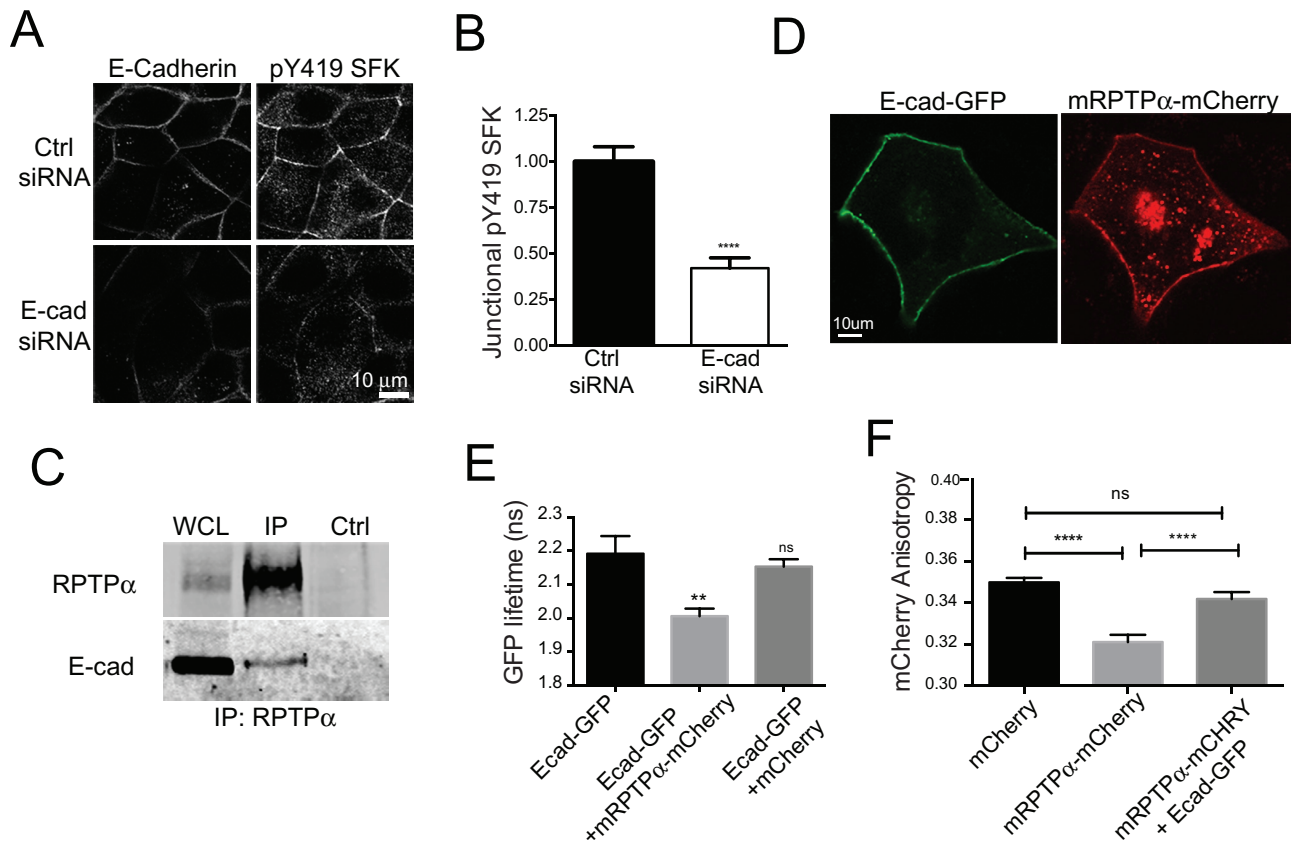 A
E-Cadherin pY419 SFK
Ctrl
siRNA
E-cad
siRNA
10 μm
B
Junctional pY419 SFK
1.25
1.00
0.75
0.50
0.25
0.00
****
Ctrl
siRNA
E-cad
siRNA
C
WCL IP Ctrl
RPTPα
E-cad
IP: RPTPα
D
E-cad-GFP mRPTPα-mCherry
10um
E
GFP lifetime (ns)
2.3
2.2
2.1
2.0
1.9
1.8
**
ns
Ecad-GFP
Ecad-GFP
+mRPTPα-mCherry
Ecad-GFP
+mCherry
F
mCherry Anisotropy
0.40
0.38
0.36
0.34
0.32
0.30
ns
**** ****
mCherry
mRPTPα-mCherry
mRPTPα-mCHRY
+ Ecad-GFP